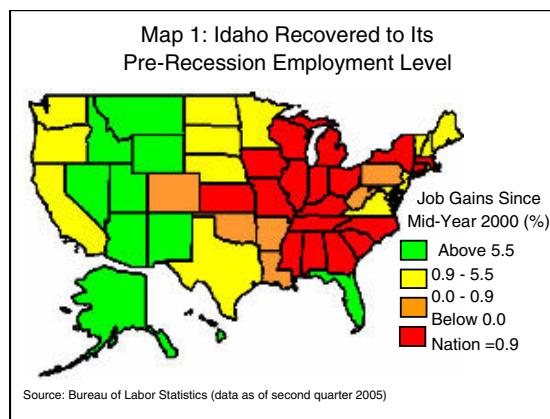 Map 1: Idaho Recovered to Its
Pre-Recession Employment Level
Job Gains Since
Mid-Year 2000 (%)
Above 5.5
0.9 - 5.5
0.0 - 0.9
Below 0.0
Nation =0.9
Source: Bureau of Labor Statistics (data as of second quarter 2005)